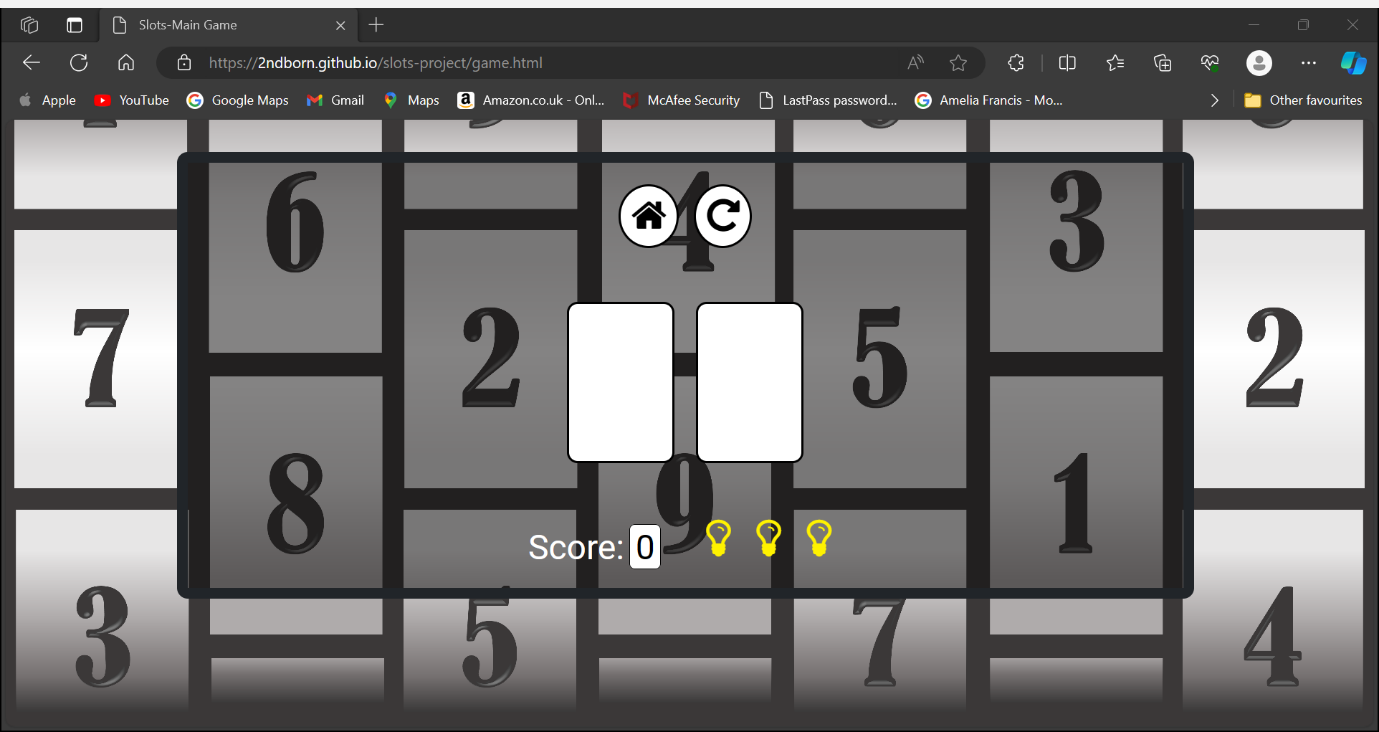 Slots-Main Game
https://2ndborn.github.io/slots-project/game.html
Apple YouTube Google Maps Gmail Maps Amazon.co.uk - Onl... McAfee Security LastPass password... Amelia Francis - Mo... Other favourites
6 4 3
7 2 5 2
8 9 1
Score: 0
3 5 7 4